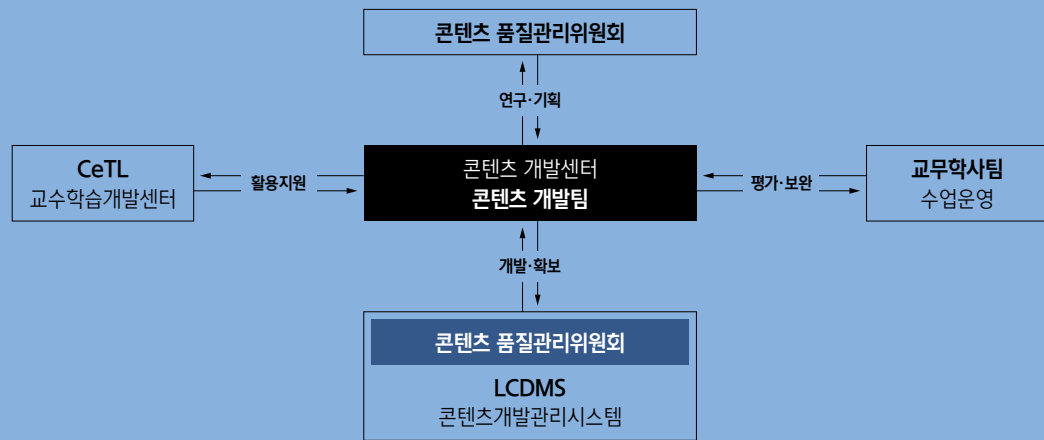 콘텐츠 품질관리위원회
연구·기획
CeTL
교수학습개발센터
활용지원
콘텐츠 개발센터
콘텐츠 개발팀
평가·보완
교무학사팀
수업운영
개발·확보
콘텐츠 품질관리위원회
LCDMS
콘텐츠개발관리시스템